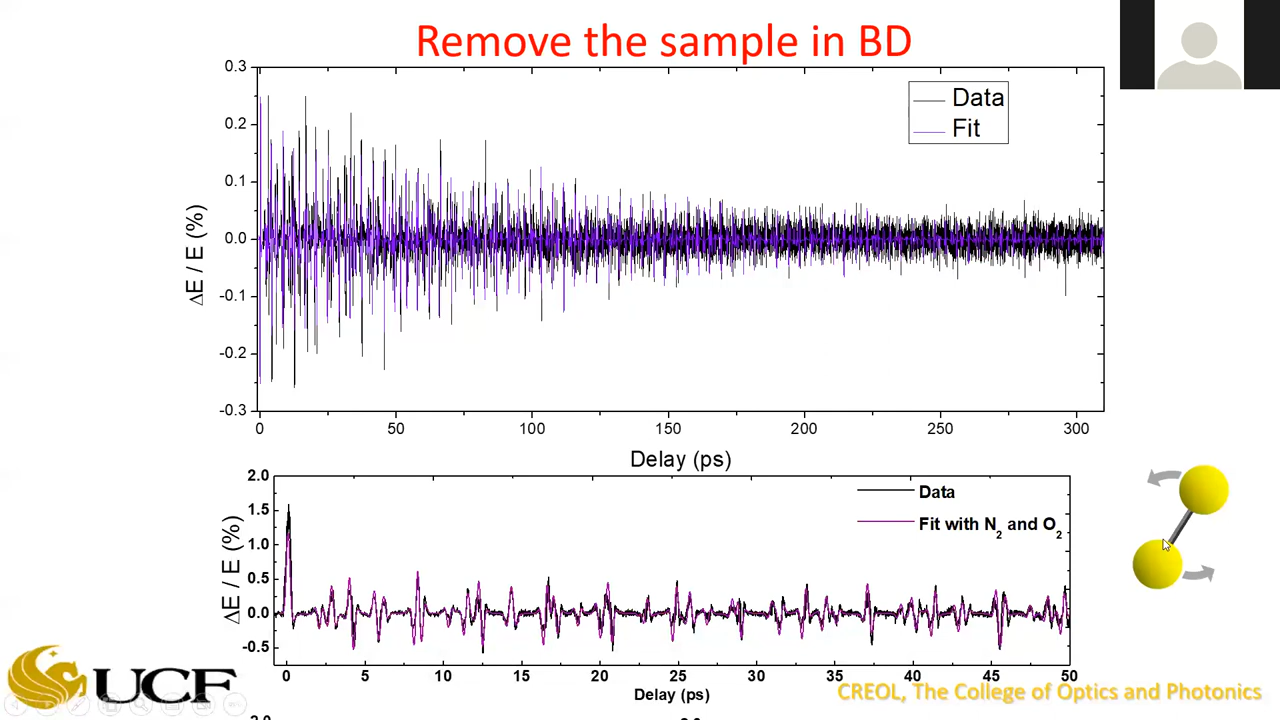 Remove the sample in BD
0.3
0.2
0.1
0.0
-0.1
-0.2
-0.3
ΔE / E (%)
Data
Fit
0 50 100 150 200 250 300
Delay (ps)
2.0
1.5
1.0
0.5
0.0
-0.5
ΔE / E (%)
Data
Fit with N2 and O2
0 5 10 15 20 25 30 35 40 45 50
Delay (ps)
UCF
CREOL, The College of Optics and Photonics